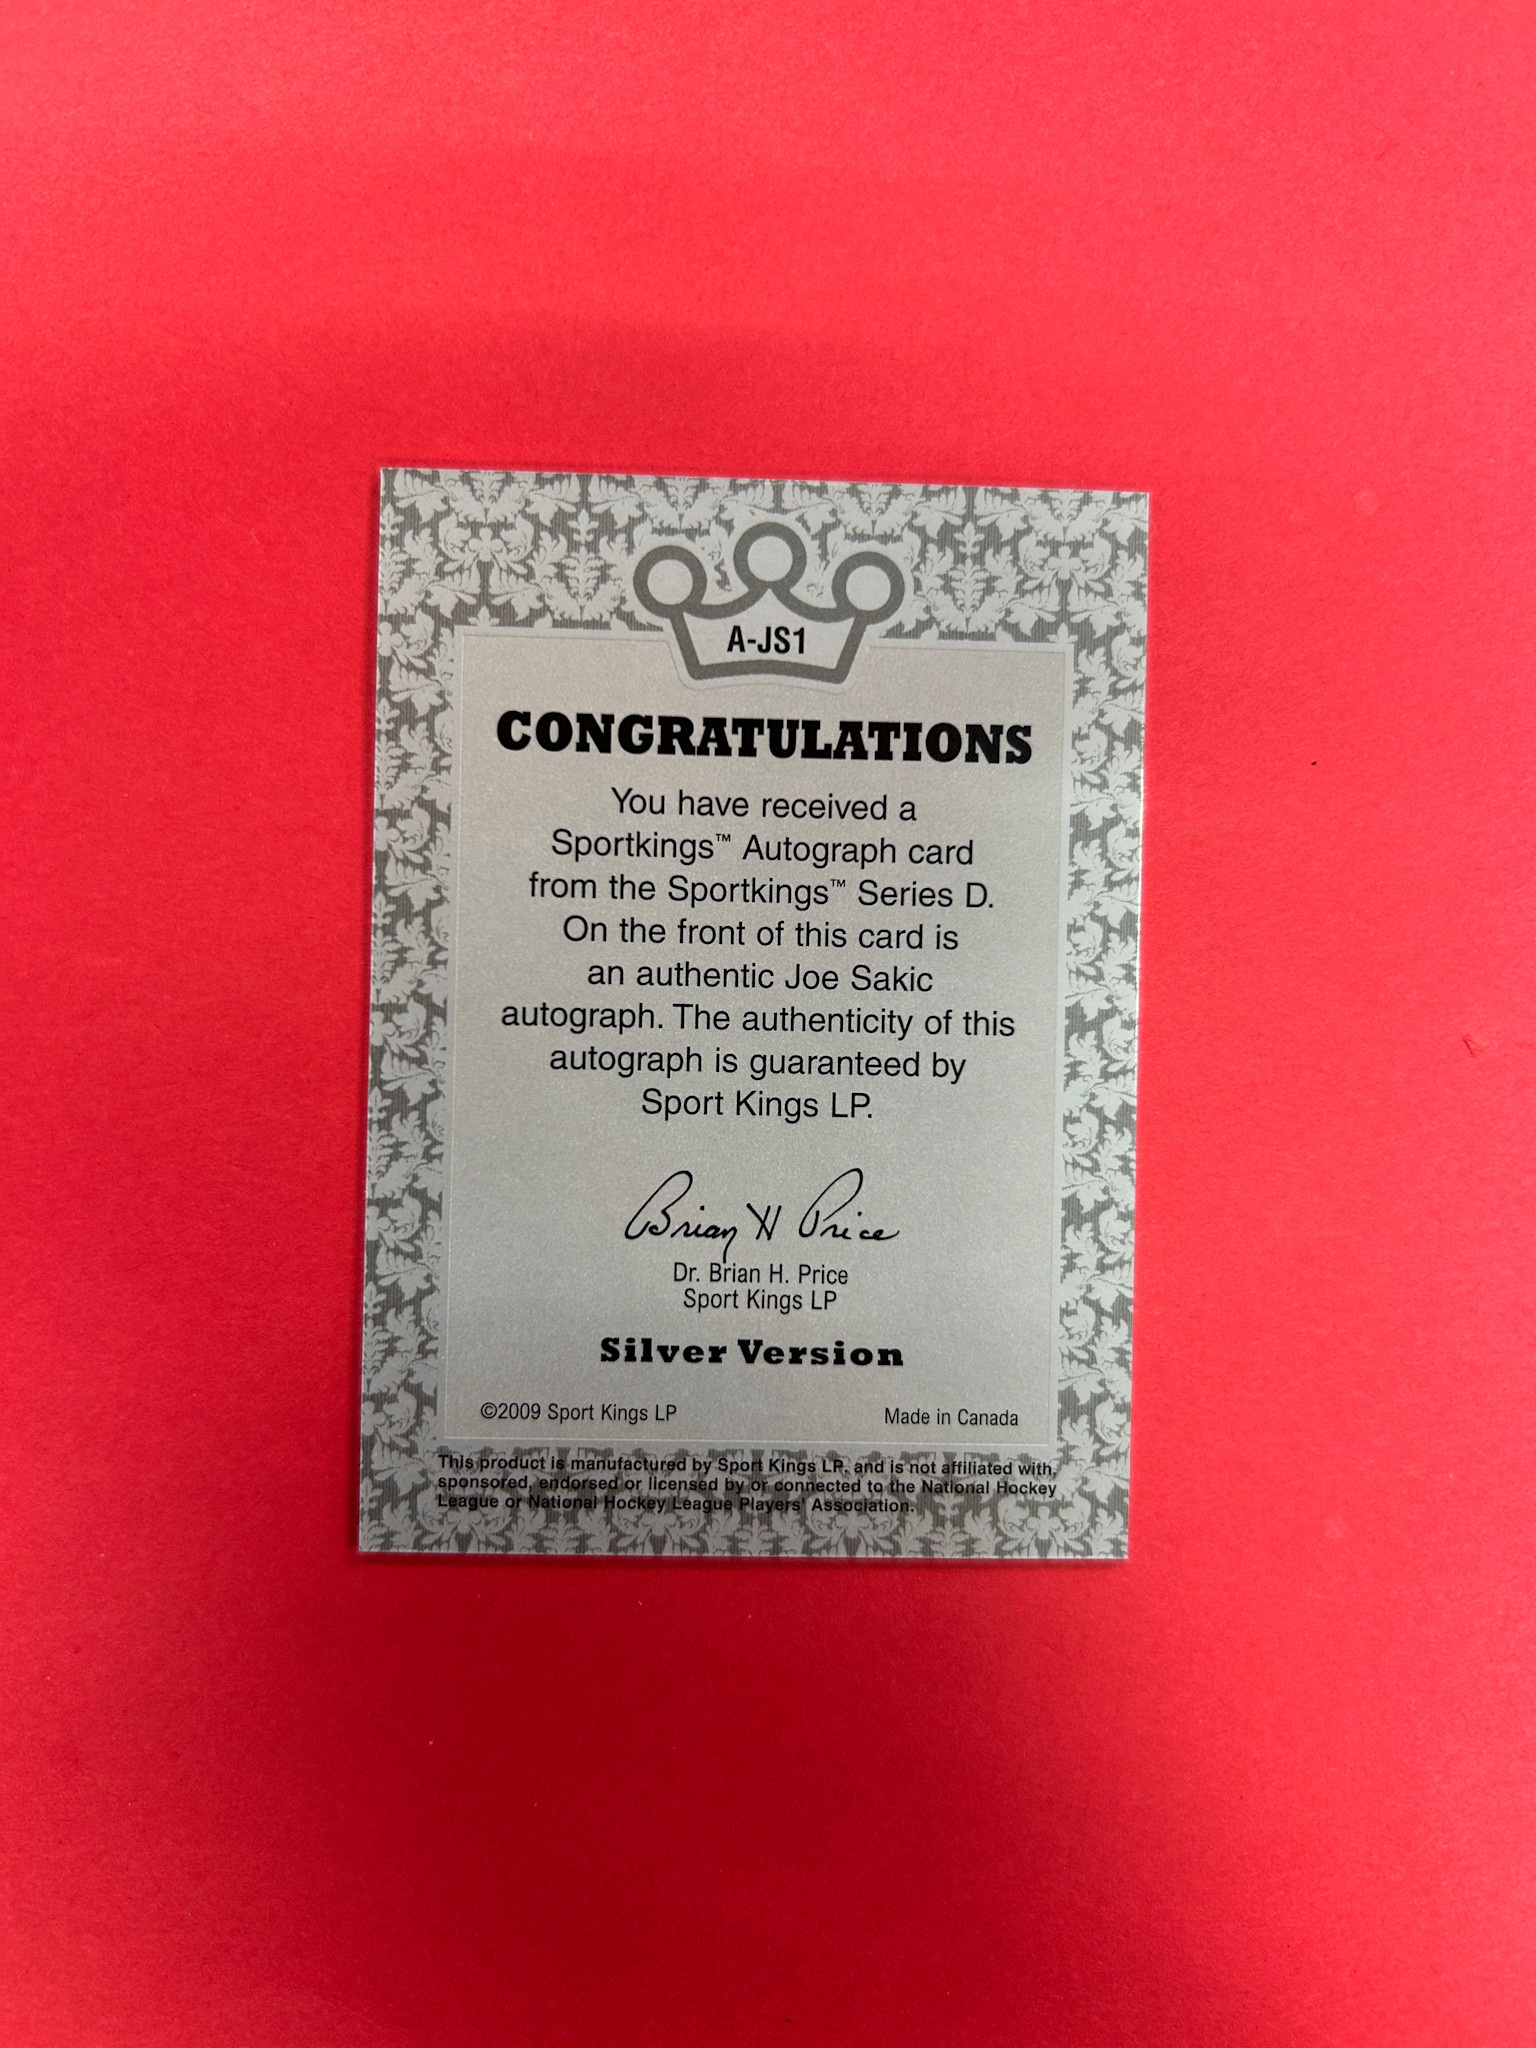 A-JS1
CONGRATULATIONS
You have received a
Sportkings™ Autograph card
from the Sportkings™ Series D.
On the front of this card is
an authentic Joe Sakic
autograph. The authenticity of this
autograph is guaranteed by
Sport Kings LP.
Brian H Price
Dr. Brian H. Price
Sport Kings LP
Silver Version
©2009 Sport Kings LP Made in Canada
This product is manufactured by Sport Kings LP. and is not affiliated with,
sponsored, endorsed or licensed by or connected to the National Hockey
League or National Hockey League Players' Association.